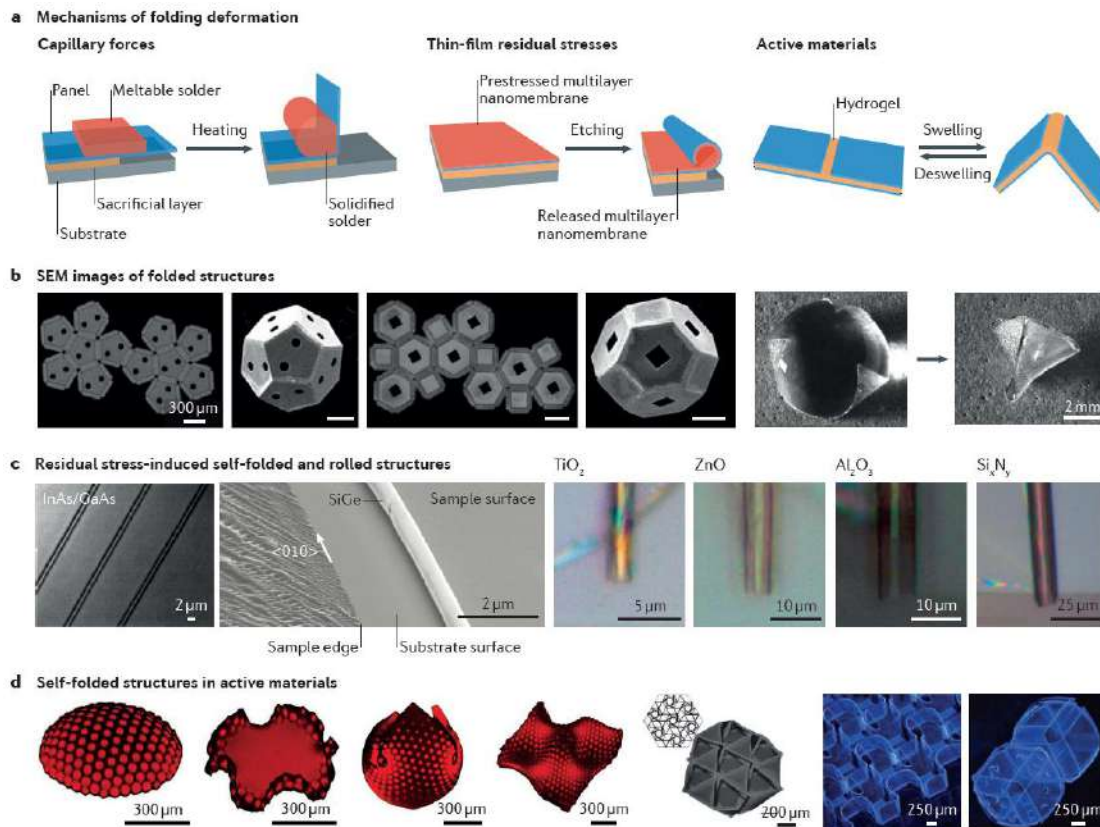 a Mechanisms of folding deformation
Capillary forces
Thin-film residual stresses
Active materials
Panel
Meltable solder
Heating
Sacrificial layer
Substrate
Solidified
solder
Prestressed multilayer
nanomembrane
Etching
Released multilayer
nanomembrane
Hydrogel
Swelling
Deswelling
b SEM images of folded structures
300 µm
2 mm
c Residual stress-induced self-folded and rolled structures
TiO2
ZnO
Al2O3
SixNy
InAs/GaAs
2 µm
SiGe
Sample surface
<010>
2 µm
Sample edge
Substrate surface
5 µm
10 µm
10 µm
25 µm
d Self-folded structures in active materials
300 µm
300 µm
300 µm
300 µm
200 µm
250 µm
250 µm